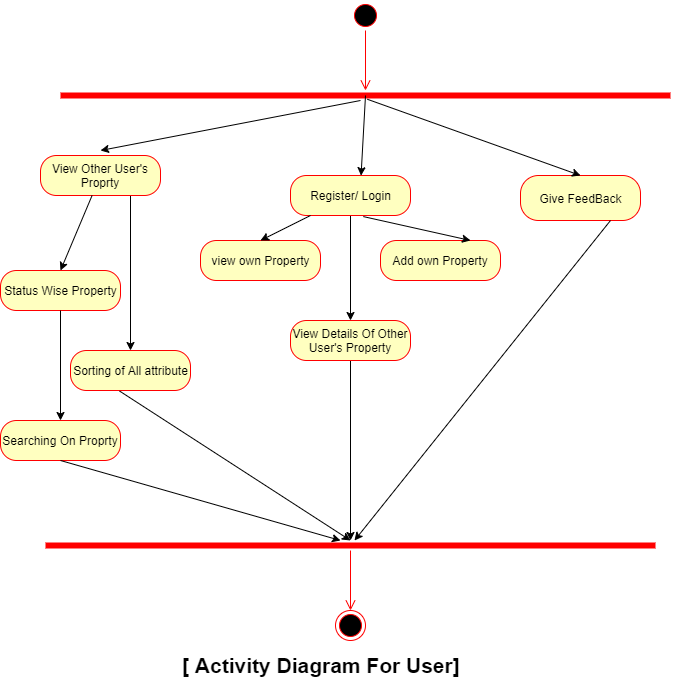 View Other User's
Proprty
Register/ Login
Give FeedBack
view own Property
Add own Property
Status Wise Property
View Details Of Other
User's Property
Sorting of All attribute
Searching On Proprty
[ Activity Diagram For User]